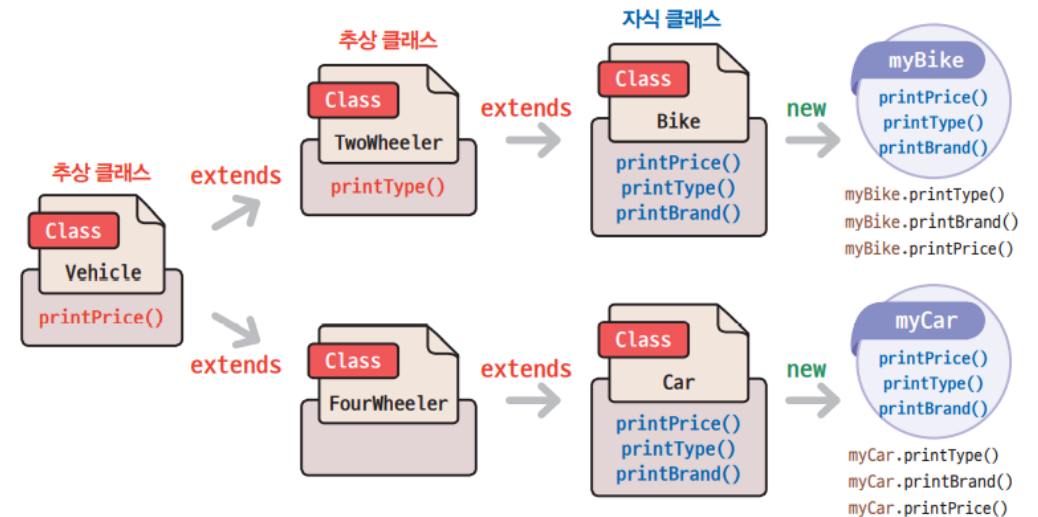 추상 클래스
Class
Vehicle
printPrice()
extends
extends
추상 클래스
Class
TwoWheeler
printType()
extends
자식 클래스
Class
Bike
printPrice()
printType()
printBrand()
new
myBike
printPrice()
printType()
printBrand()
myBike.printType()
myBike.printBrand()
myBike.printPrice()
Class
FourWheeler
extends
Class
Car
printPrice()
printType()
printBrand()
new
myCar
printPrice()
printType()
printBrand()
myCar.printType()
myCar.printBrand()
myCar.printPrice()